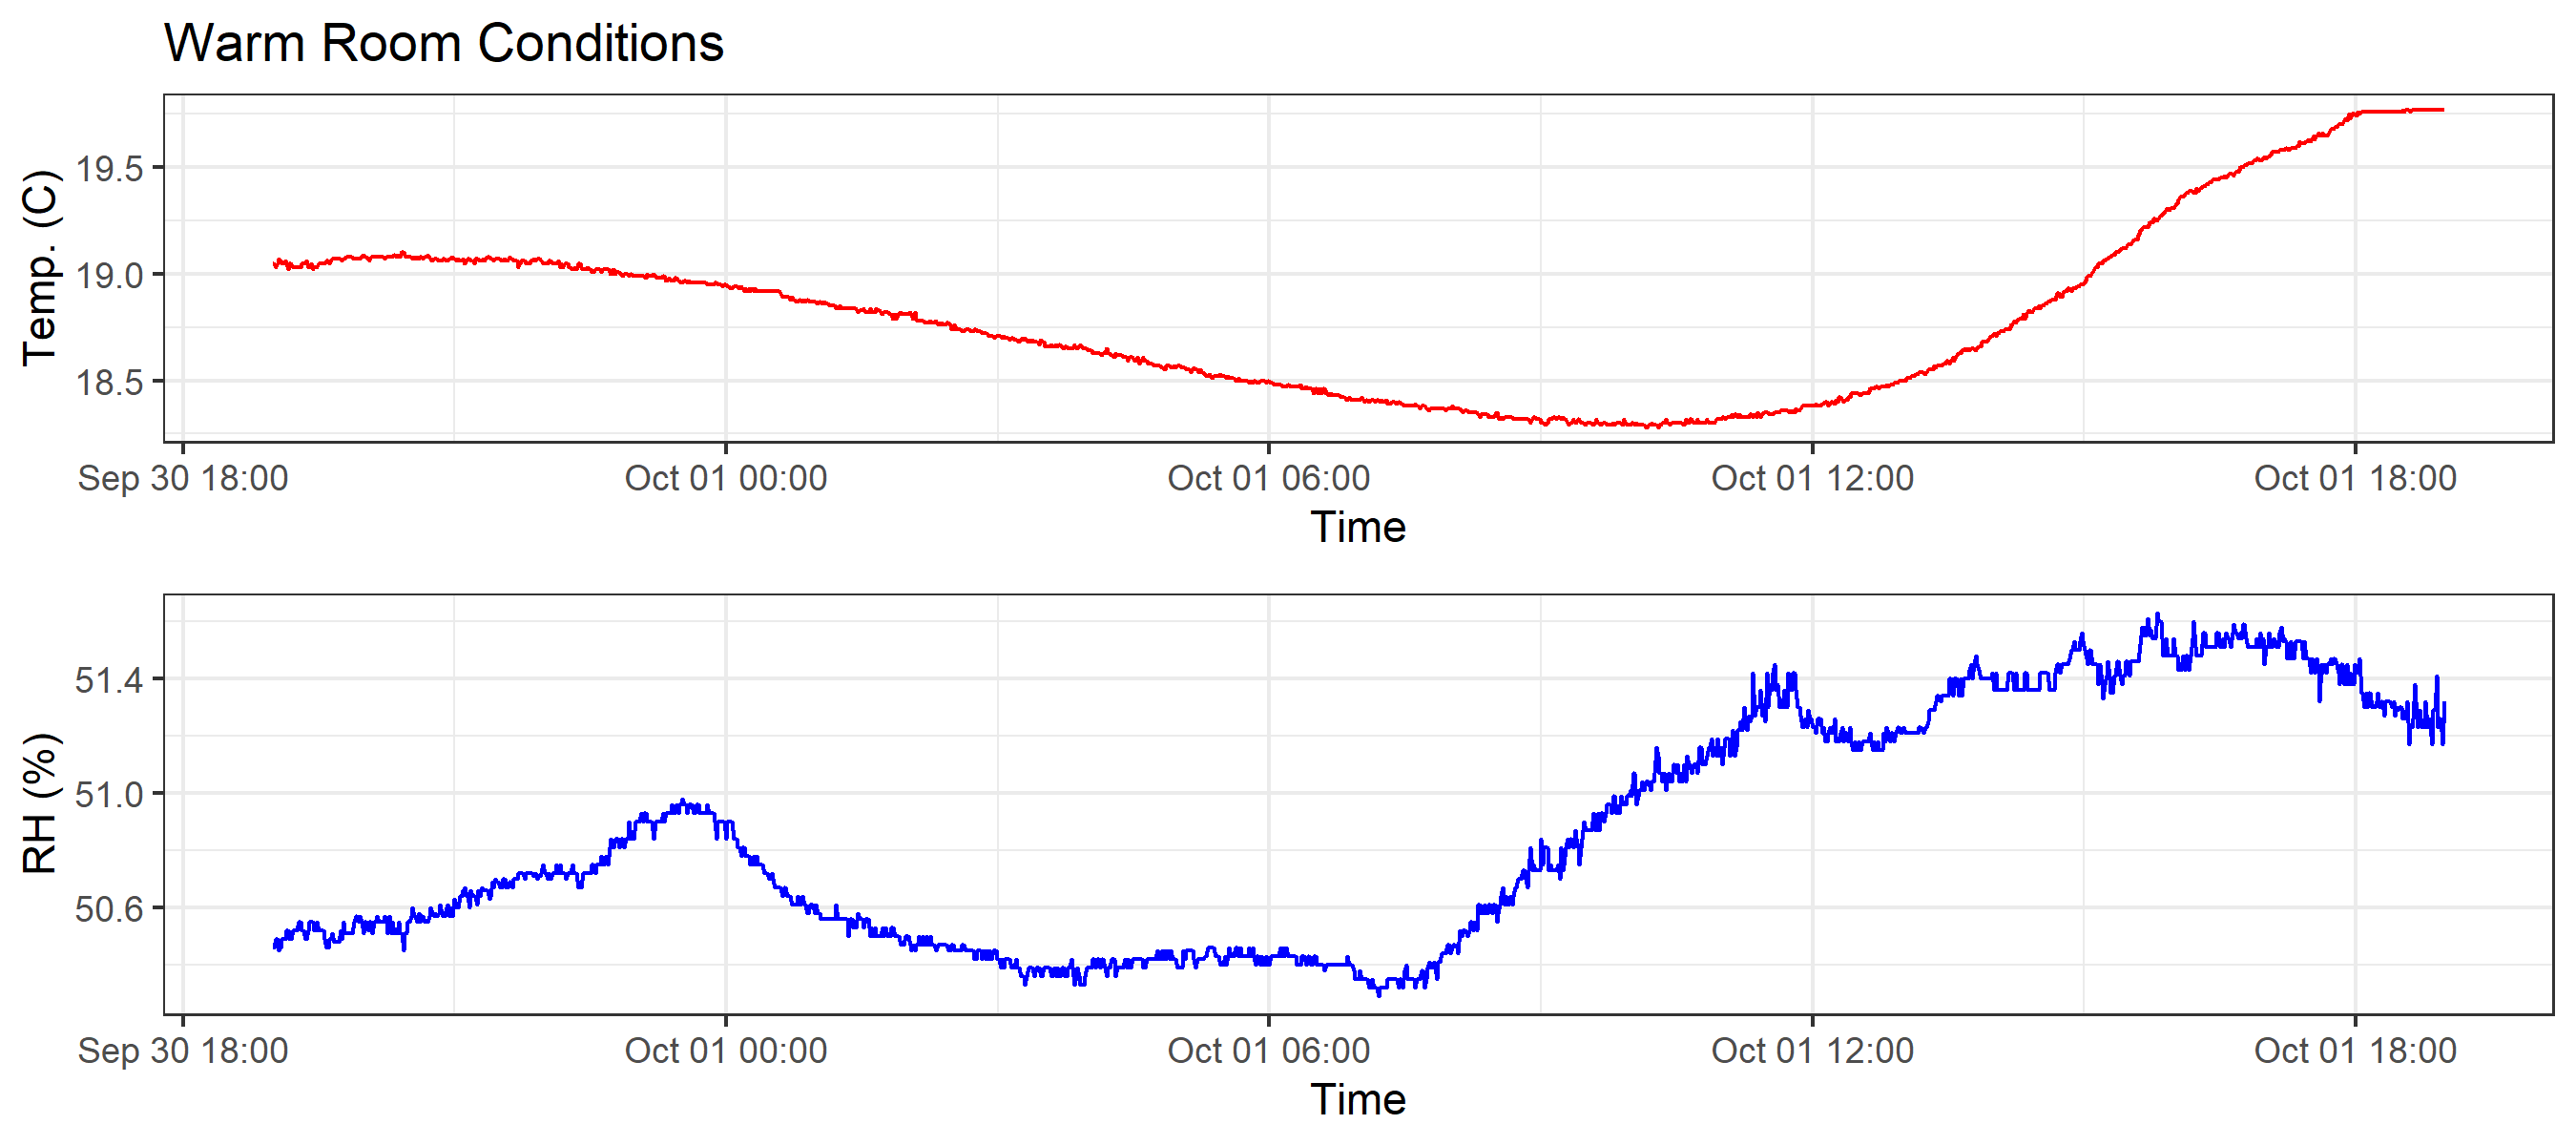 Warm Room Conditions
Temp. (C)
19.5
19.0
18.5
Sep 30 18:00 Oct 01 00:00 Oct 01 06:00 Oct 01 12:00 Oct 01 18:00
Time
RH (%)
51.4
51.0
50.6
Sep 30 18:00 Oct 01 00:00 Oct 01 06:00 Oct 01 12:00 Oct 01 18:00
Time